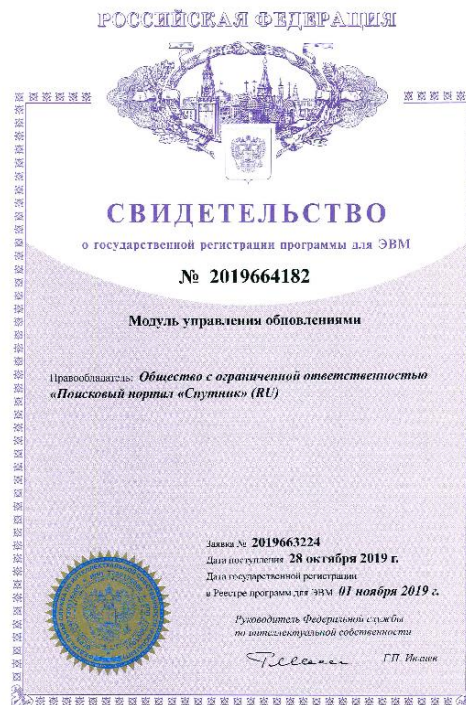 РОССИЙСКАЯ ФЕДЕРАЦИЯ
СВИДЕТЕЛЬСТВО
о государственной регистрации программы для ЭВМ
№ 2019664182
Модуль управления обновлениями
Правообладатель: Общество с ограниченной ответственностью
«Поисковый портал «Спутник» (RU)
Заявка № 2019663224
Дата поступления 28 октября 2019 г.
Дата государственной регистрации
в Реестре программ для ЭВМ 01 ноября 2019 г.
Руководитель Федеральной службы
по интеллектуальной собственности
Г.П. Ивлиев